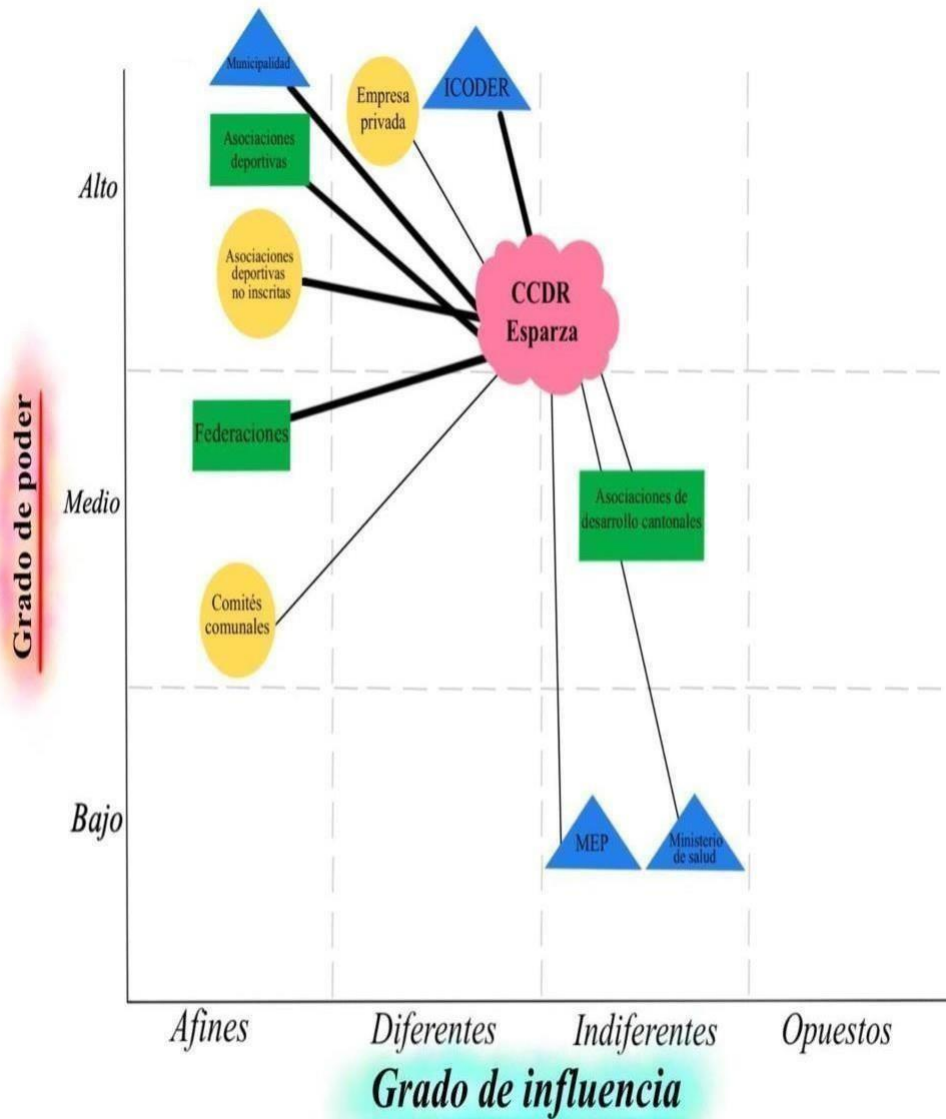 Municipalidad
Empresa
privada
ICODER
Asociaciones
deportivas
Alto
Asociaciones
deportivas
no inscritas
CCDR
Esparza
Grado de poder
Federaciones
Medio
Asociaciones de
desarrollo cantonales
Comités
comunales
Bajo
MEP
Ministerio
de salud
Afines
Diferentes
Indiferentes
Opuestos
Grado de influencia